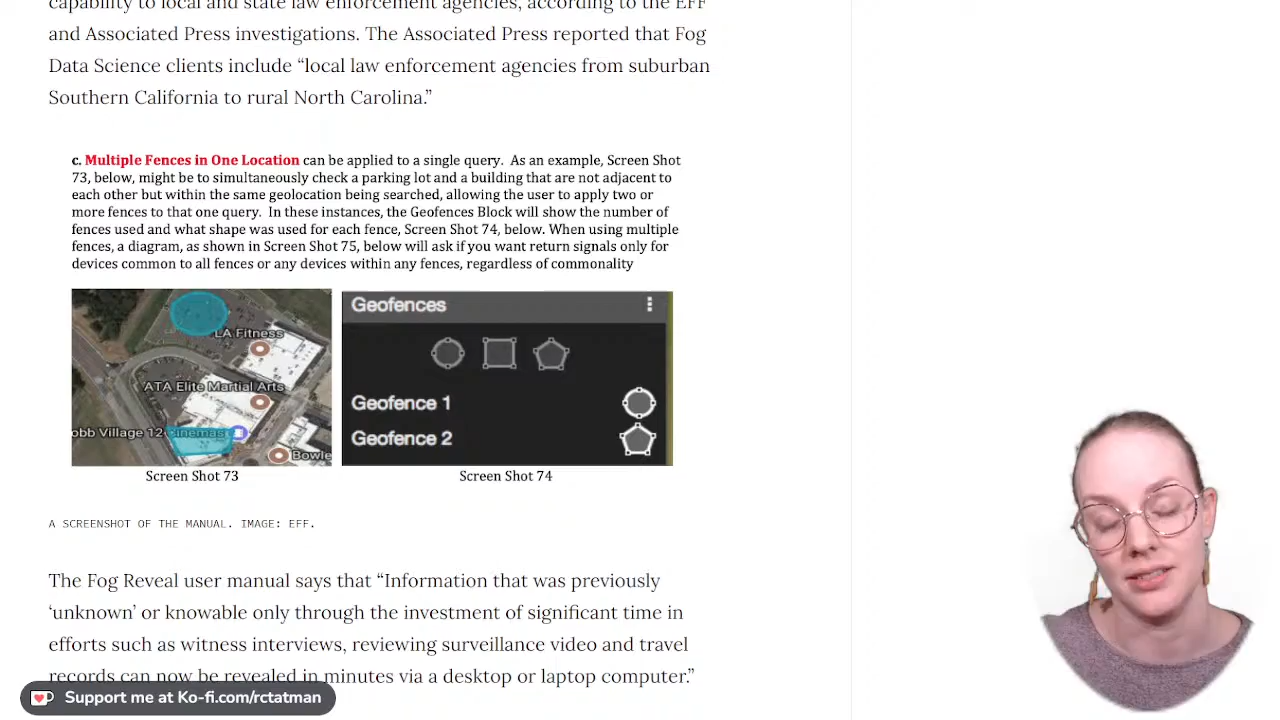 capability to local and state law enforcement agencies, according to the EFF
and Associated Press investigations. The Associated Press reported that Fog
Data Science clients include “local law enforcement agencies from suburban
Southern California to rural North Carolina.”
c. Multiple Fences in One Location can be applied to a single query. As an example, Screen Shot
73, below, might be to simultaneously check a parking lot and a building that are not adjacent to
each other but within the same geolocation being searched, allowing the user to apply two or
more fences to that one query. In these instances, the Geofences Block will show the number of
fences used and what shape was used for each fence, Screen Shot 74, below. When using multiple
fences, a diagram, as shown in Screen Shot 75, below will ask if you want return signals only for
devices common to all fences or any devices within any fences, regardless of commonality
LA Fitness
ATA Elite Martial Arts
obb Village 12 Cinemas
Bowle
Screen Shot 73
Geofences
Geofence 1
Geofence 2
Screen Shot 74
A SCREENSHOT OF THE MANUAL. IMAGE: EFF.
The Fog Reveal user manual says that “Information that was previously
‘unknown’ or knowable only through the investment of significant time in
efforts such as witness interviews, reviewing surveillance video and travel
records can now be revealed in minutes via a desktop or laptop computer.”
Support me at Ko-fi.com/rctatman